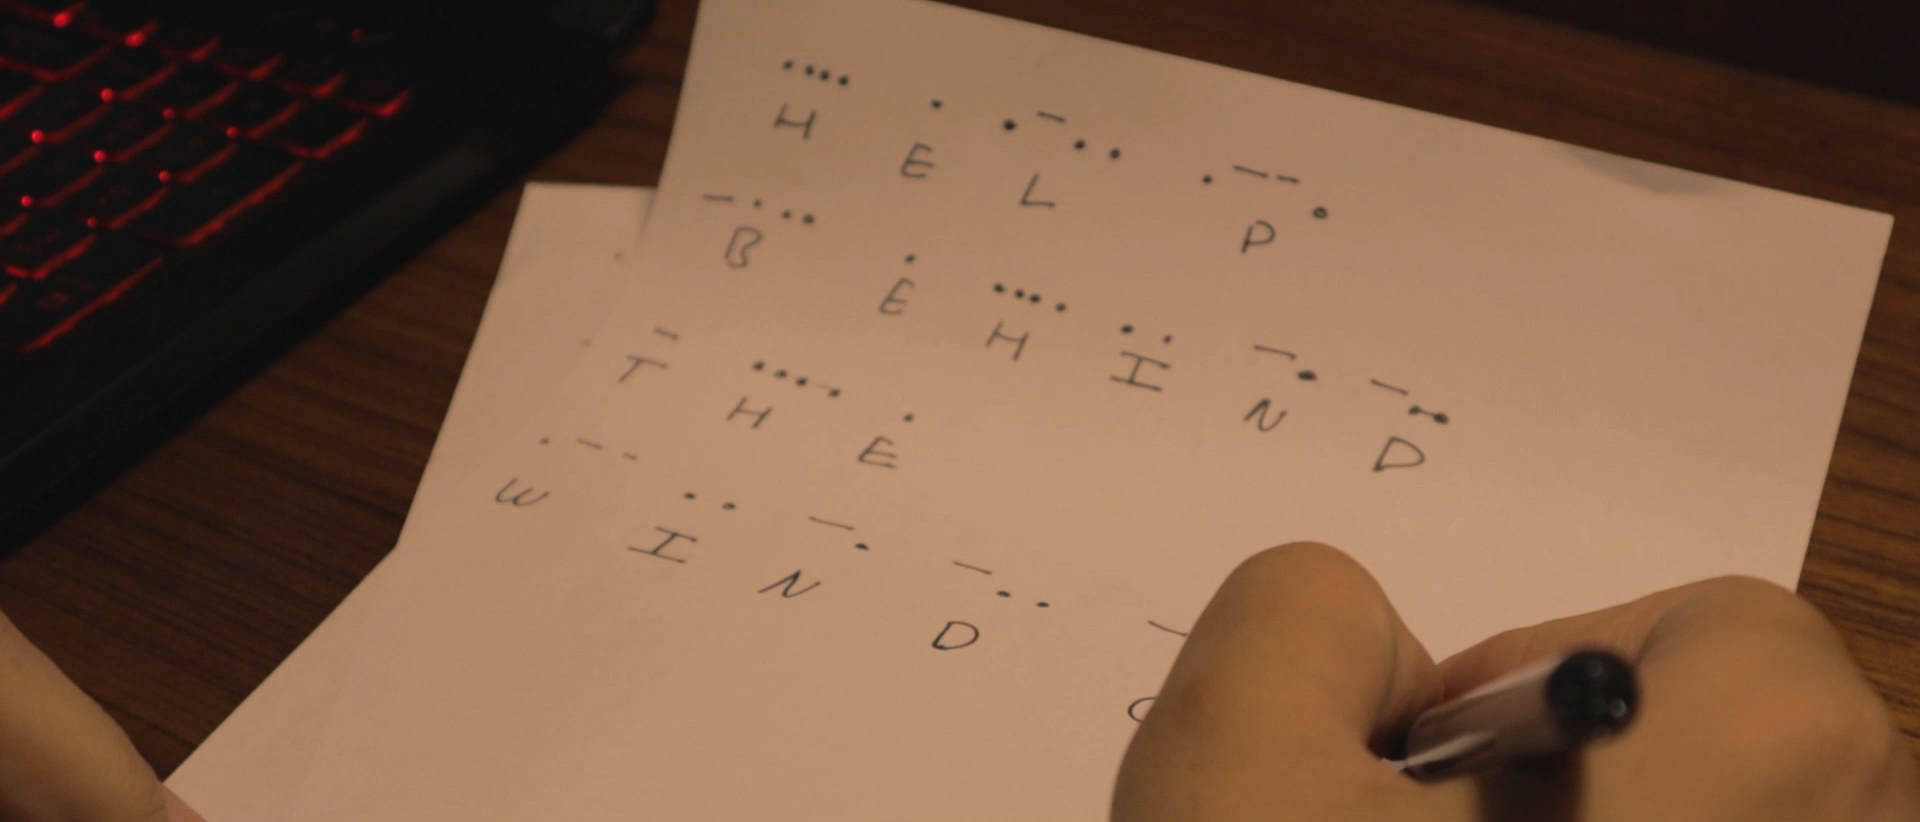 .... . .-.. .--.
H E L P
-... . .... .. -. -..
B E H I N D
- .... .
T H E
.-- .. -. -..
W I N D